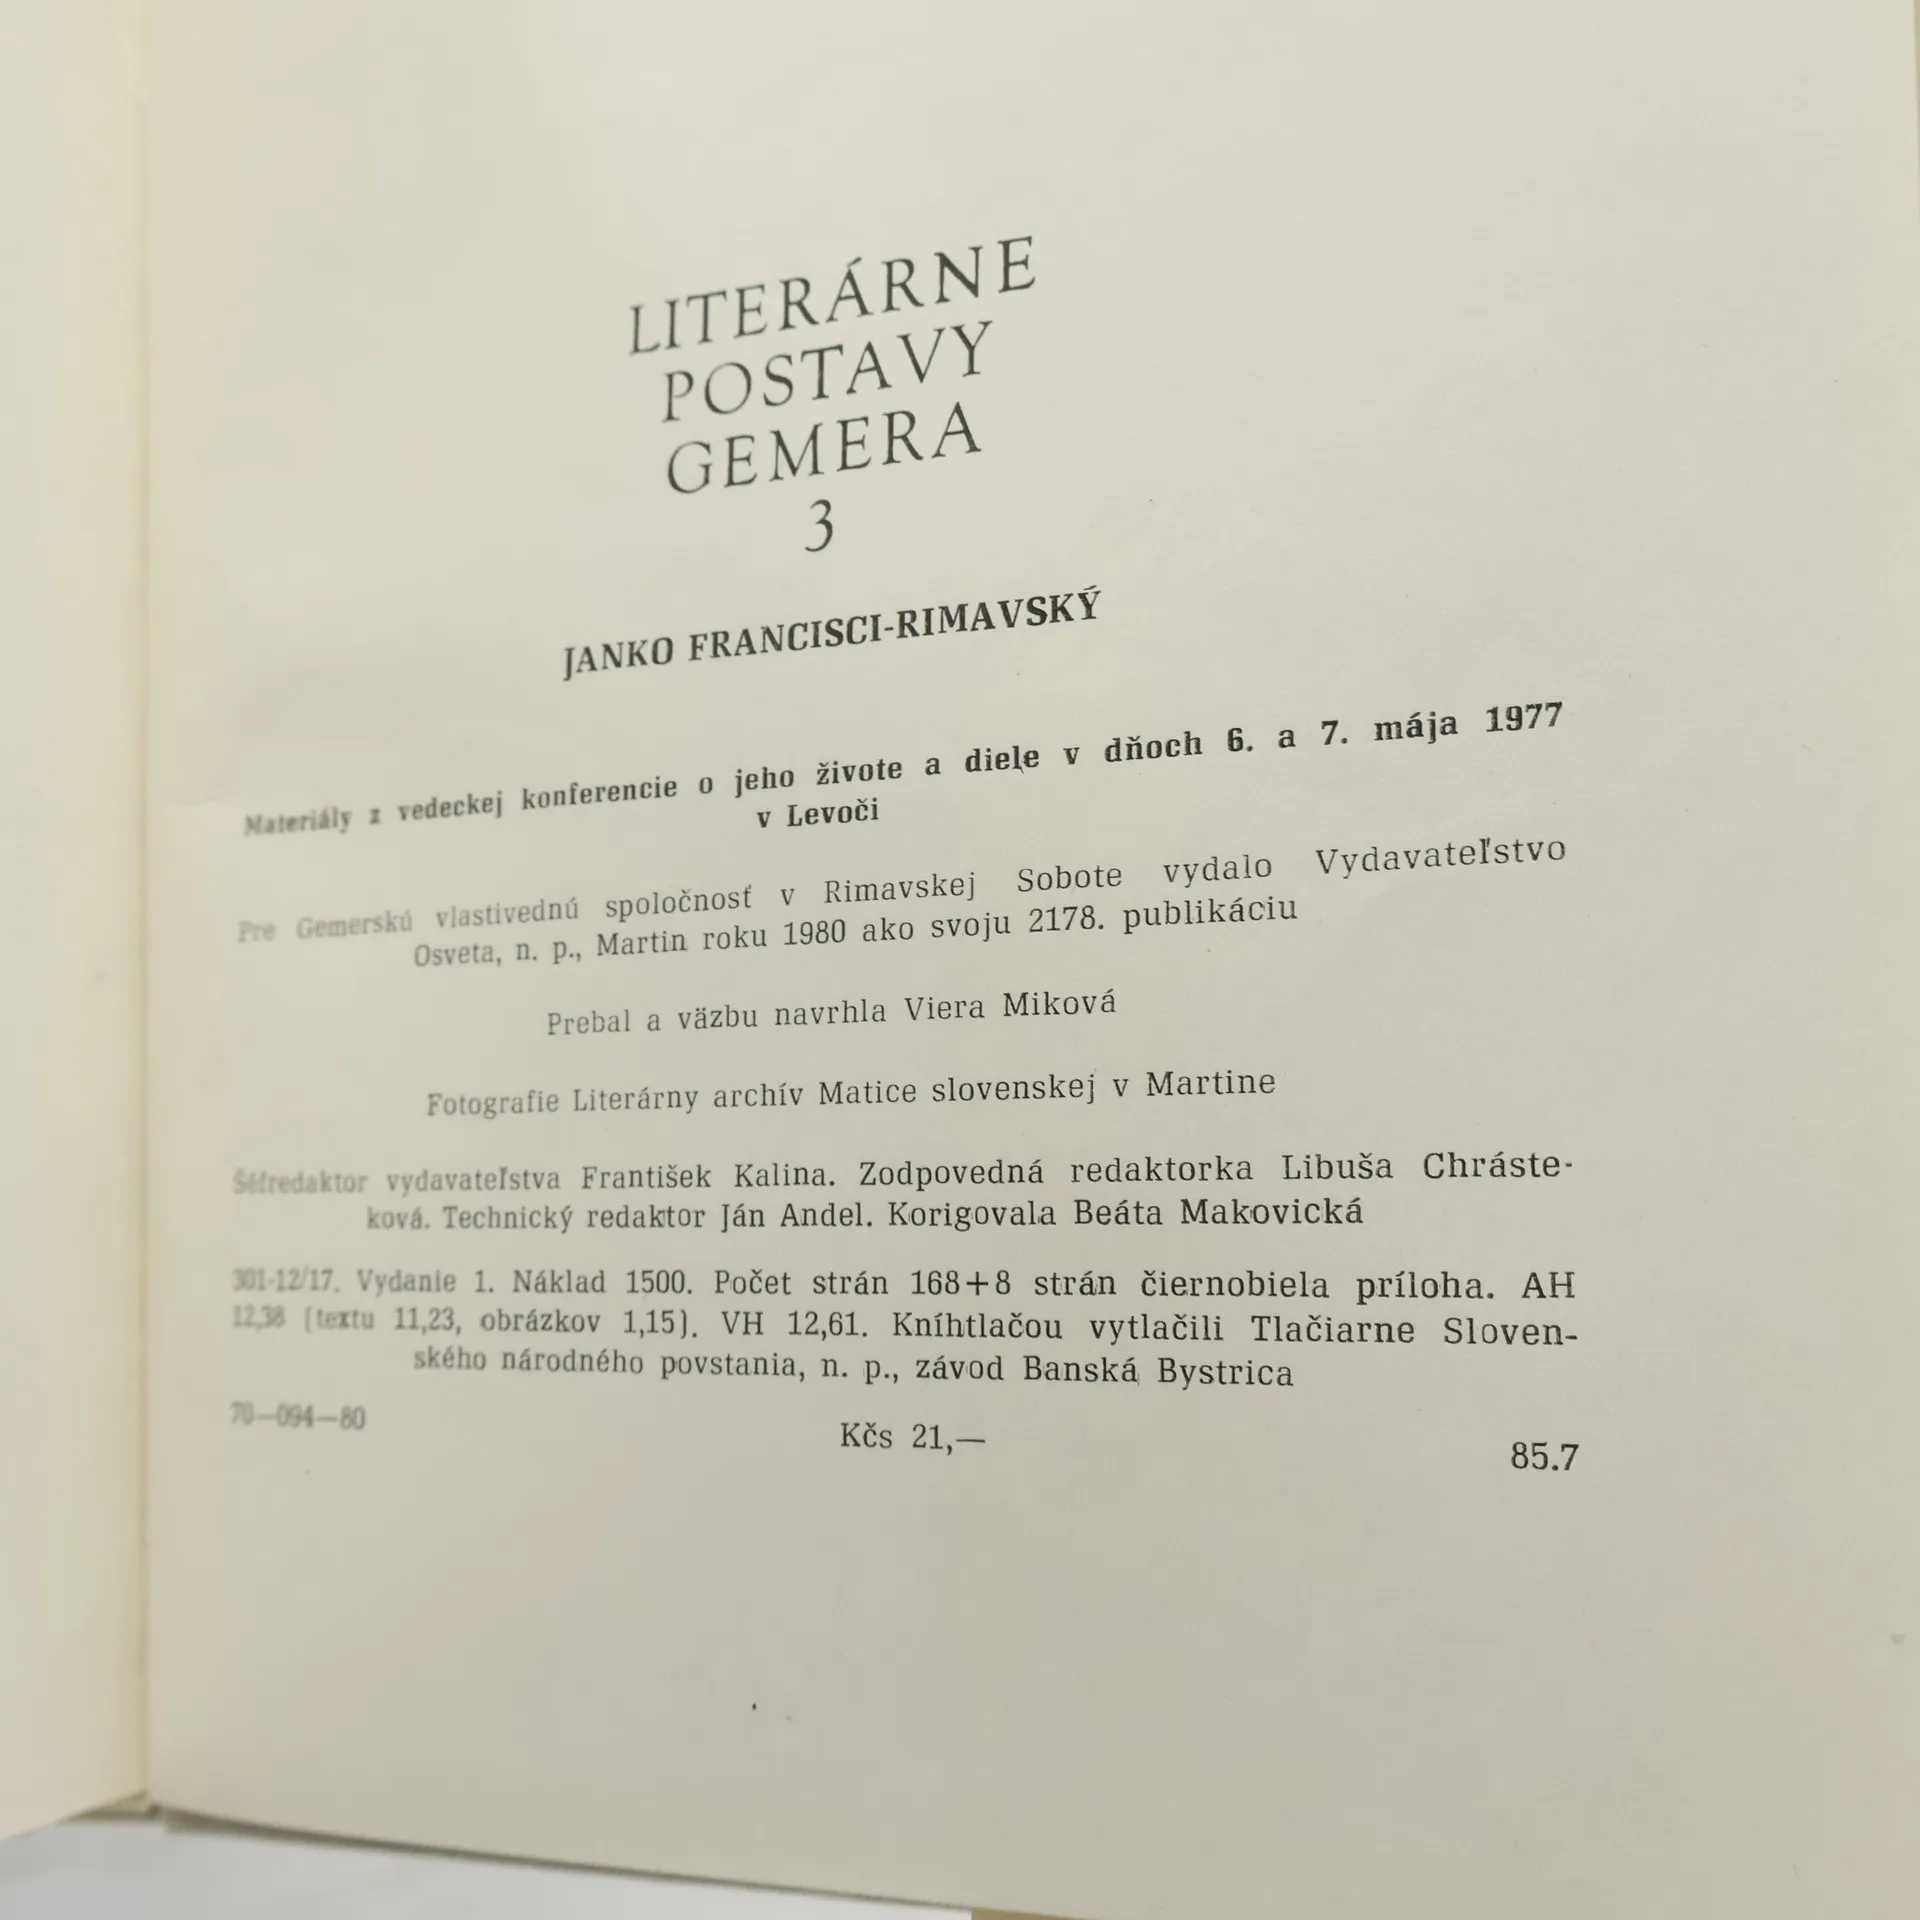 LITERÁRNE
POSTAVY
GEMERA
3
JANKO FRANCISCI-RIMAVSKÝ
Materiály z vedeckej konferencie o jeho živote a diele v dňoch 6. a 7. mája 1977
v Levoči
Pre Gemerskú vlastivednú spoločnosť v Rimavskej Sobote vydalo Vydavateľstvo
Osveta, n. p., Martin roku 1980 ako svoju 2178. publikáciu
Prebal a väzbu navrhla Viera Miková
Fotografie Literárny archív Matice slovenskej v Martine
Šéfredaktor vydavateľstva František Kalina. Zodpovedná redaktorka Libuša Chráste-
ková. Technický redaktor Ján Andel. Korigovala Beáta Makovická
301-12/17. Vydanie 1. Náklad 1500. Počet strán 168+8 strán čiernobiela príloha. AH
12,38 (textu 11,23, obrázkov 1,15). VH 12,61. Kníhtlačou vytlačili Tlačiarne Sloven-
ského národného povstania, n. p., závod Banská Bystrica
70—094—80
Kčs 21,—
85.7